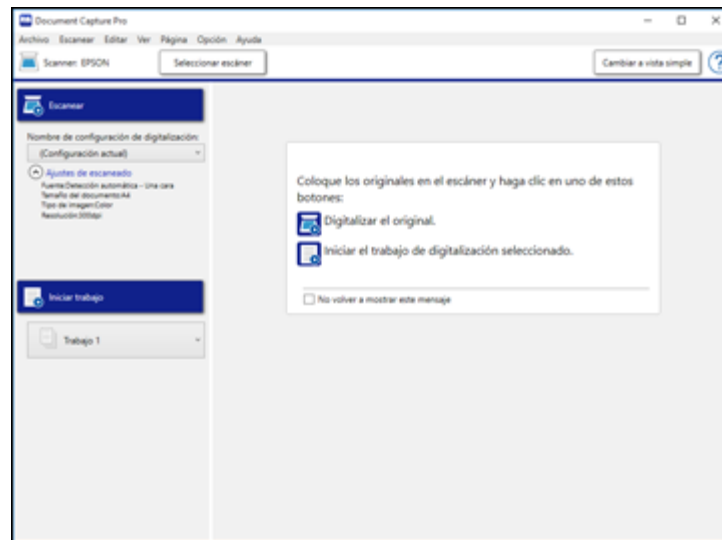 Document Capture Pro
Archivo Escanear Editar Ver Página Opción Ayuda
Scanner: EPSON Seleccionar escáner Cambiar a vista simple ?
Escanear
Nombre de configuración de digitalización:
(Configuración actual)
Ajustes de escaneado
Fuente:Detección automática - Una cara
Tamaño del documento:A4
Tipo de imagen:Color
Resolución:200dpi
Coloque los originales en el escáner y haga clic en uno de estos
botones:
Digitalizar el original.
Iniciar el trabajo de digitalización seleccionado.
No volver a mostrar este mensaje
Iniciar trabajo
Trabajo 1